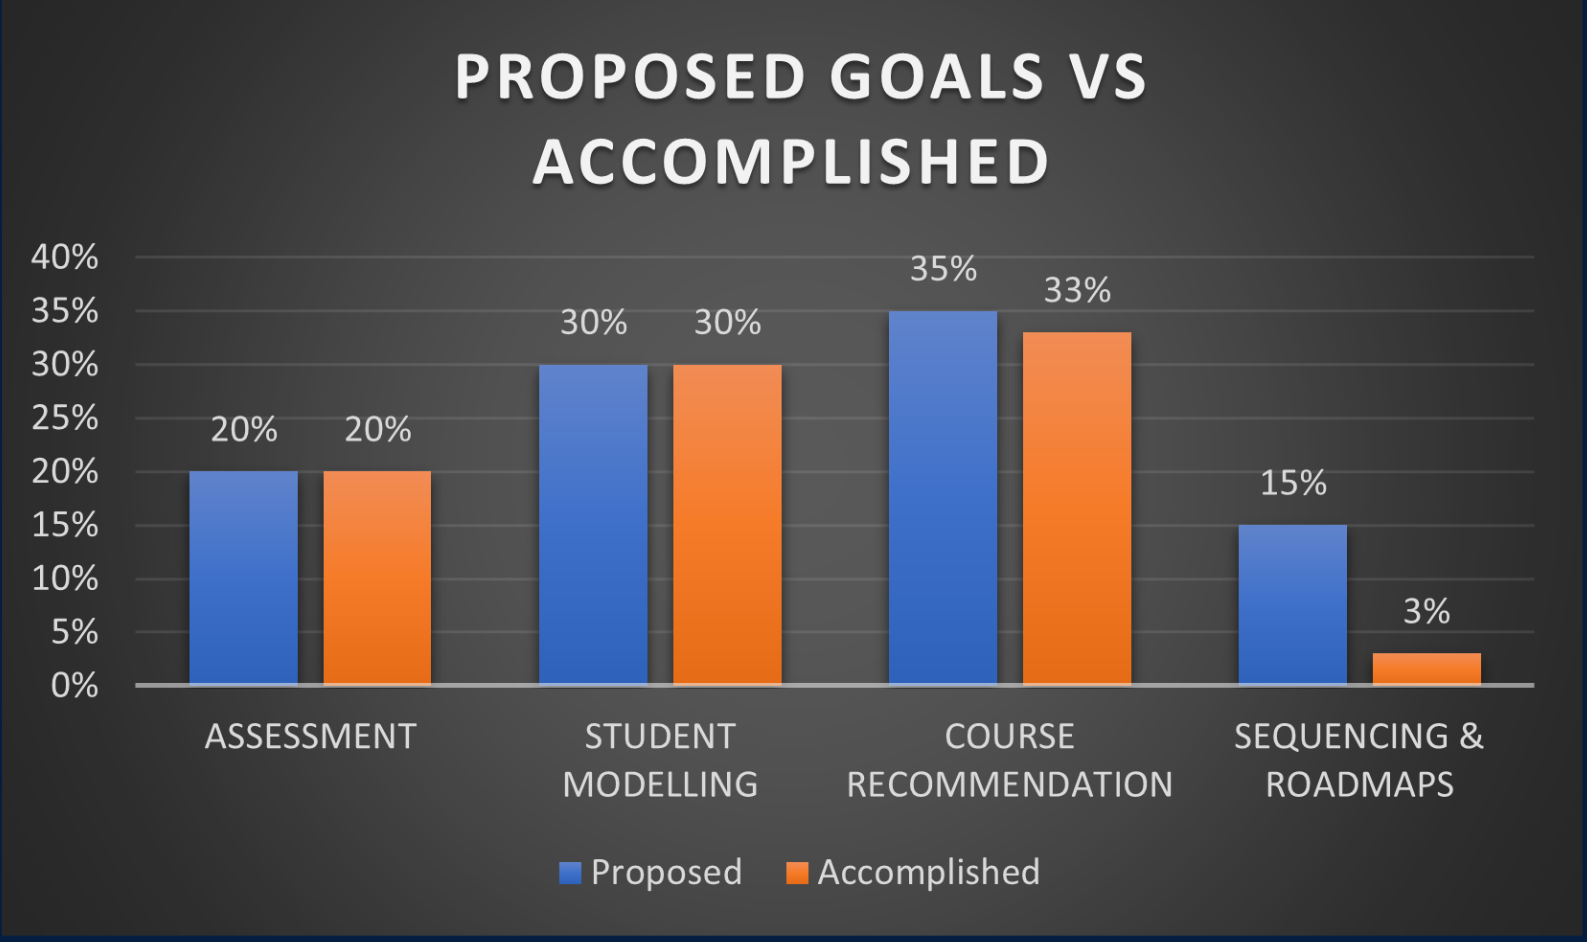 PROPOSED GOALS VS
ACCOMPLISHED
40%
35%
30%
25%
20%
15%
10%
5%
0%
20%
20%
30%
30%
35%
33%
15%
3%
ASSESSMENT
STUDENT
MODELLING
COURSE
RECOMMENDATION
SEQUENCING &
ROADMAPS
Proposed
Accomplished